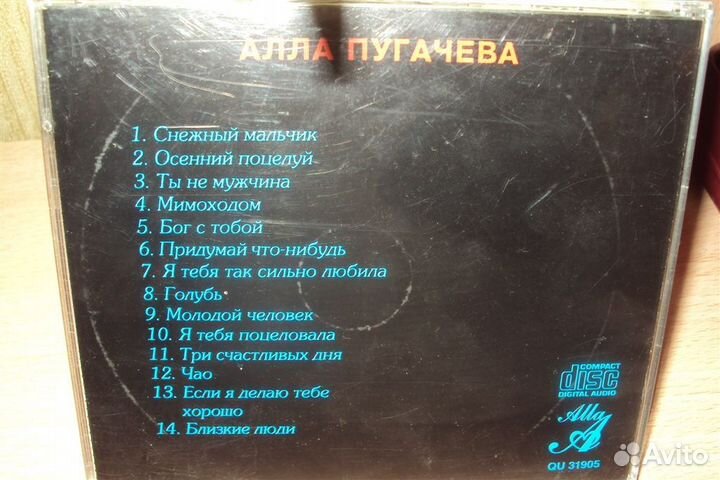 АЛЛА ПУГАЧЕВА
1. Снежный мальчик
2. Осенний поцелуй
3. Ты не мужчина
4. Мимоходом
5. Бог с тобой
6. Придумай что-нибудь
7. Я тебя так сильно любила
8. Голубь
9. Молодой человек
10. Я тебя поцеловала
11. Три счастливых дня
12. Чао
13. Если я делаю тебе
хорошо
14. Близкие люди
COMPACT
disc
DIGITAL AUDIO
Alla
A
QU 31905
Avito